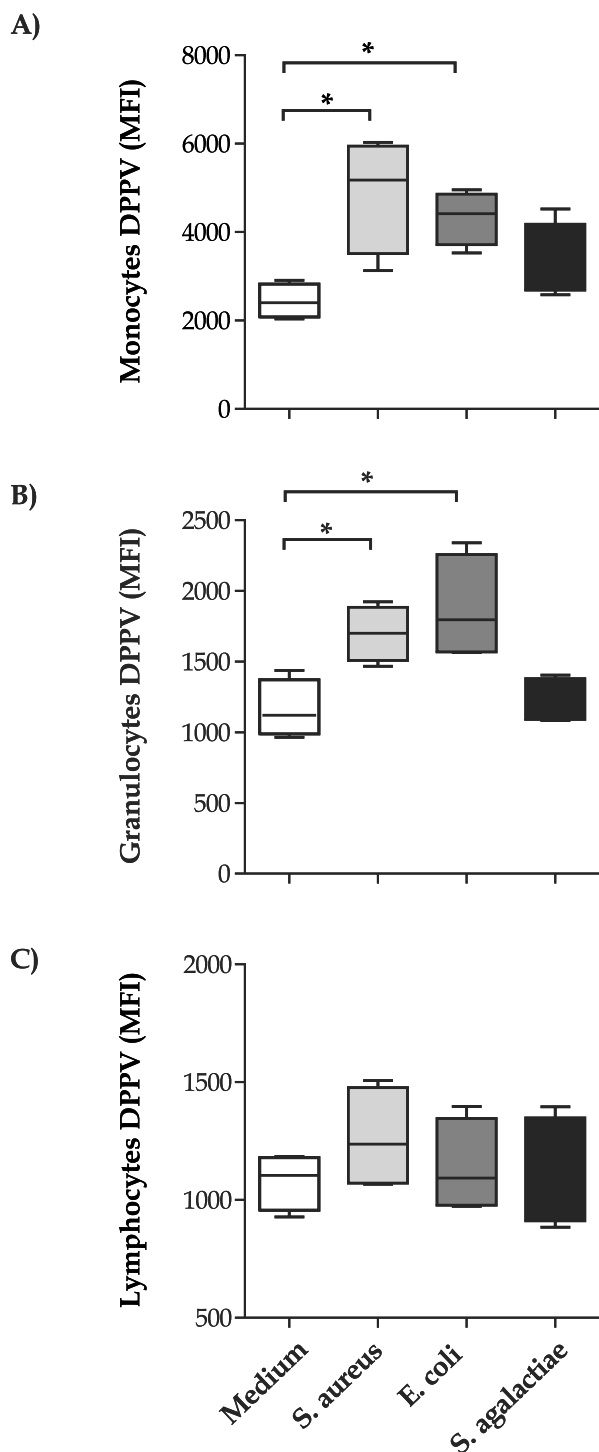 A)
Monocytes DPPV (MFI)
8000
6000
4000
2000
0
*
*
B)
Granulocytes DPPV (MFI)
2500
2000
1500
1000
500
0
*
*
C)
Lymphocytes DPPV (MFI)
2000
1500
1000
500
Medium
S. aureus
E. coli
S. agalactiae